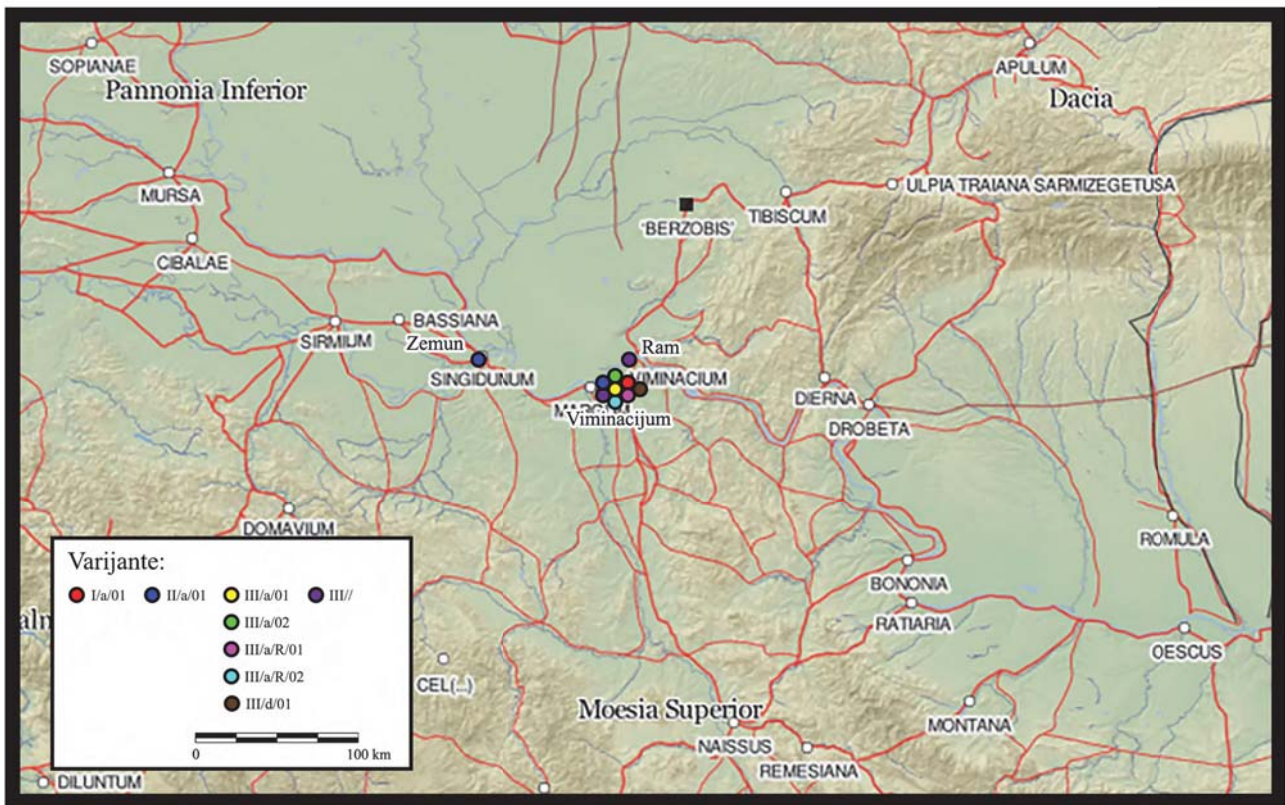 SOPIANAE
Pannonia Inferior
APULUM
Dacia
MURSA
ULPIA TRAIANA SARMIZEGETUSA
TIBISCUM
'BERZOBIS'
CIBALAE
BASSIANA
SIRMIUM
Zemun
Ram
SINGIDUNUM
VIMINACIUM
Viminacijum
DIERNA
DROBETA
DOMAVIUM
ROMULA
BONONIA
RATIARIA
OESCUS
CEL(...)
Moesia Superior
MONTANA
NAISSUS
REMESIANA
DILUNTUM
Varijante:
I/a/01 II/a/01 III/a/01 III//
III/a/02
III/a/R/01
III/a/R/02
III/d/01
0 100 km